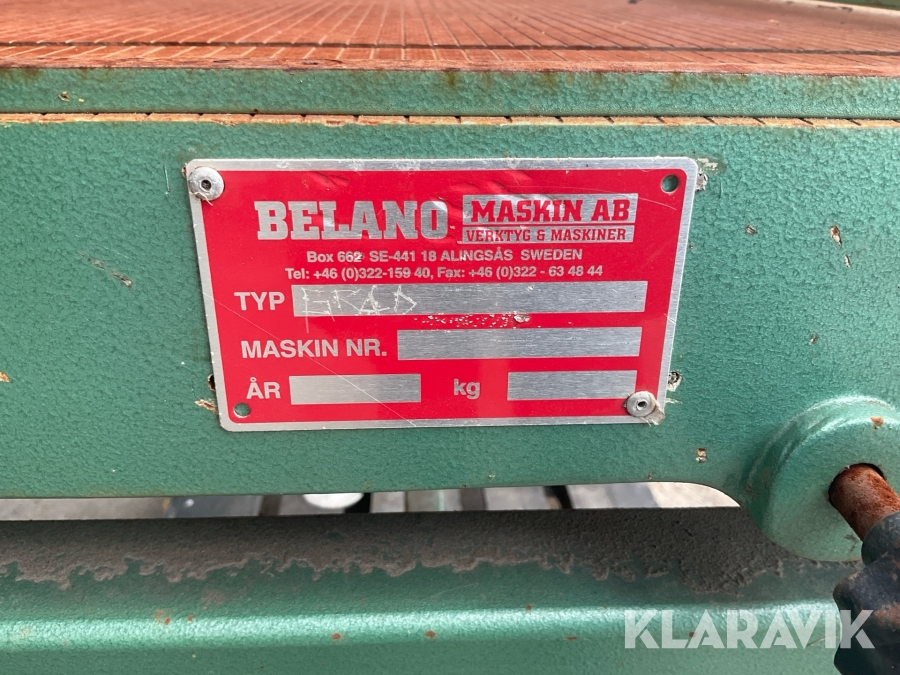 BELANO MASKIN AB
VERKTYG & MASKINER
Box 662 SE-441 18 ALINGSÅS SWEDEN
Tel: +46 (0)322-159 40, Fax: +46 (0)322 - 63 48 44
TYP
MASKIN NR.
ÅR kg
KLARAVIK